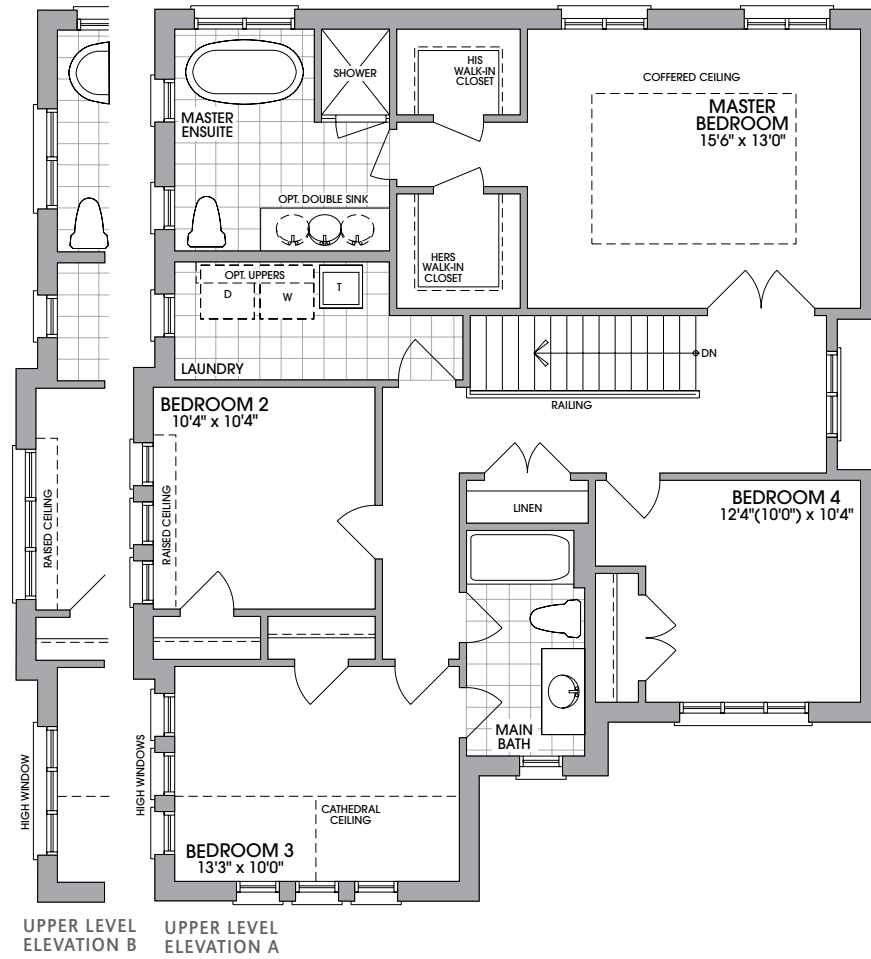 SHOWER
HIS
WALK-IN
CLOSET
COFFERED CEILING
MASTER
BEDROOM
15'6" x 13'0"
MASTER
ENSUITE
OPT. DOUBLE SINK
HERS
WALK-IN
CLOSET
OPT. UPPERS
D
W
T
LAUNDRY
DN
RAILING
BEDROOM 2
10'4" x 10'4"
RAISED CEILING
RAISED CEILING
LINEN
BEDROOM 4
12'4"(10'0") x 10'4"
MAIN
BATH
HIGH WINDOW
HIGH WINDOWS
CATHEDRAL
CEILING
BEDROOM 3
13'3" x 10'0"
UPPER LEVEL
ELEVATION B
UPPER LEVEL
ELEVATION A